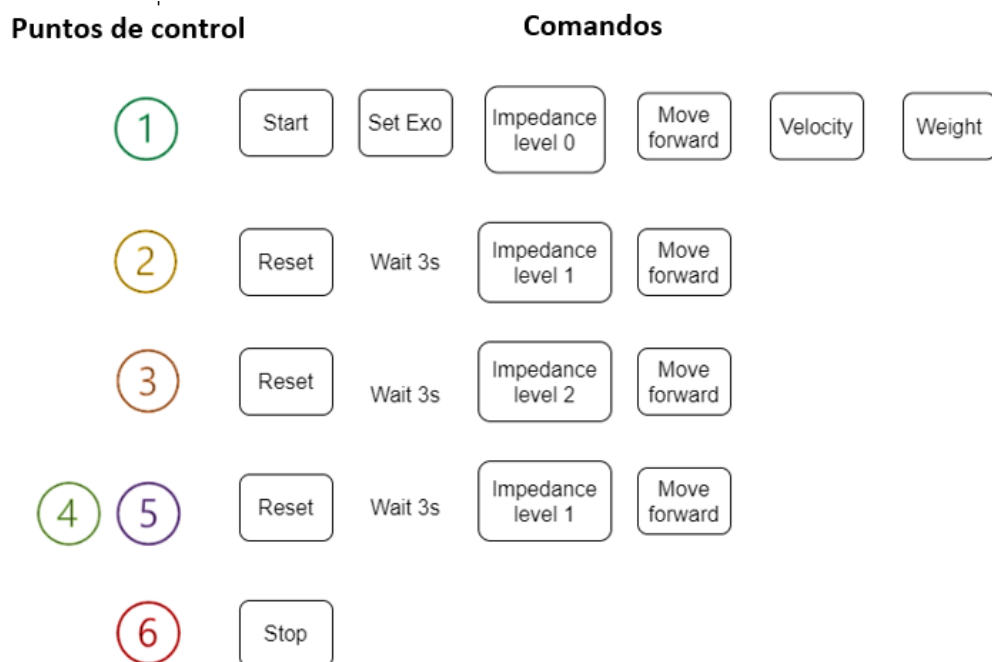 Puntos de control
Comandos
1
Start
Set Exo
Impedance
level 0
Move
forward
Velocity
Weight
2
Reset
Wait 3s
Impedance
level 1
Move
forward
3
Reset
Wait 3s
Impedance
level 2
Move
forward
4
5
Reset
Wait 3s
Impedance
level 1
Move
forward
6
Stop